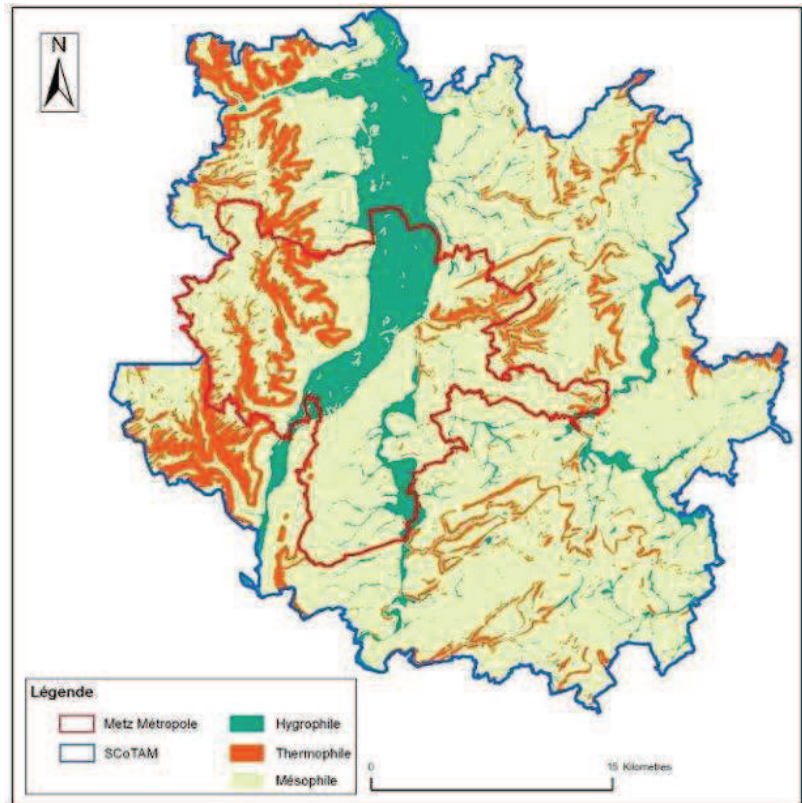 N
Légende
Metz Métropole
SCoTAM
Hygrophile
Thermophile
Mésophile
0
15 Kilometres